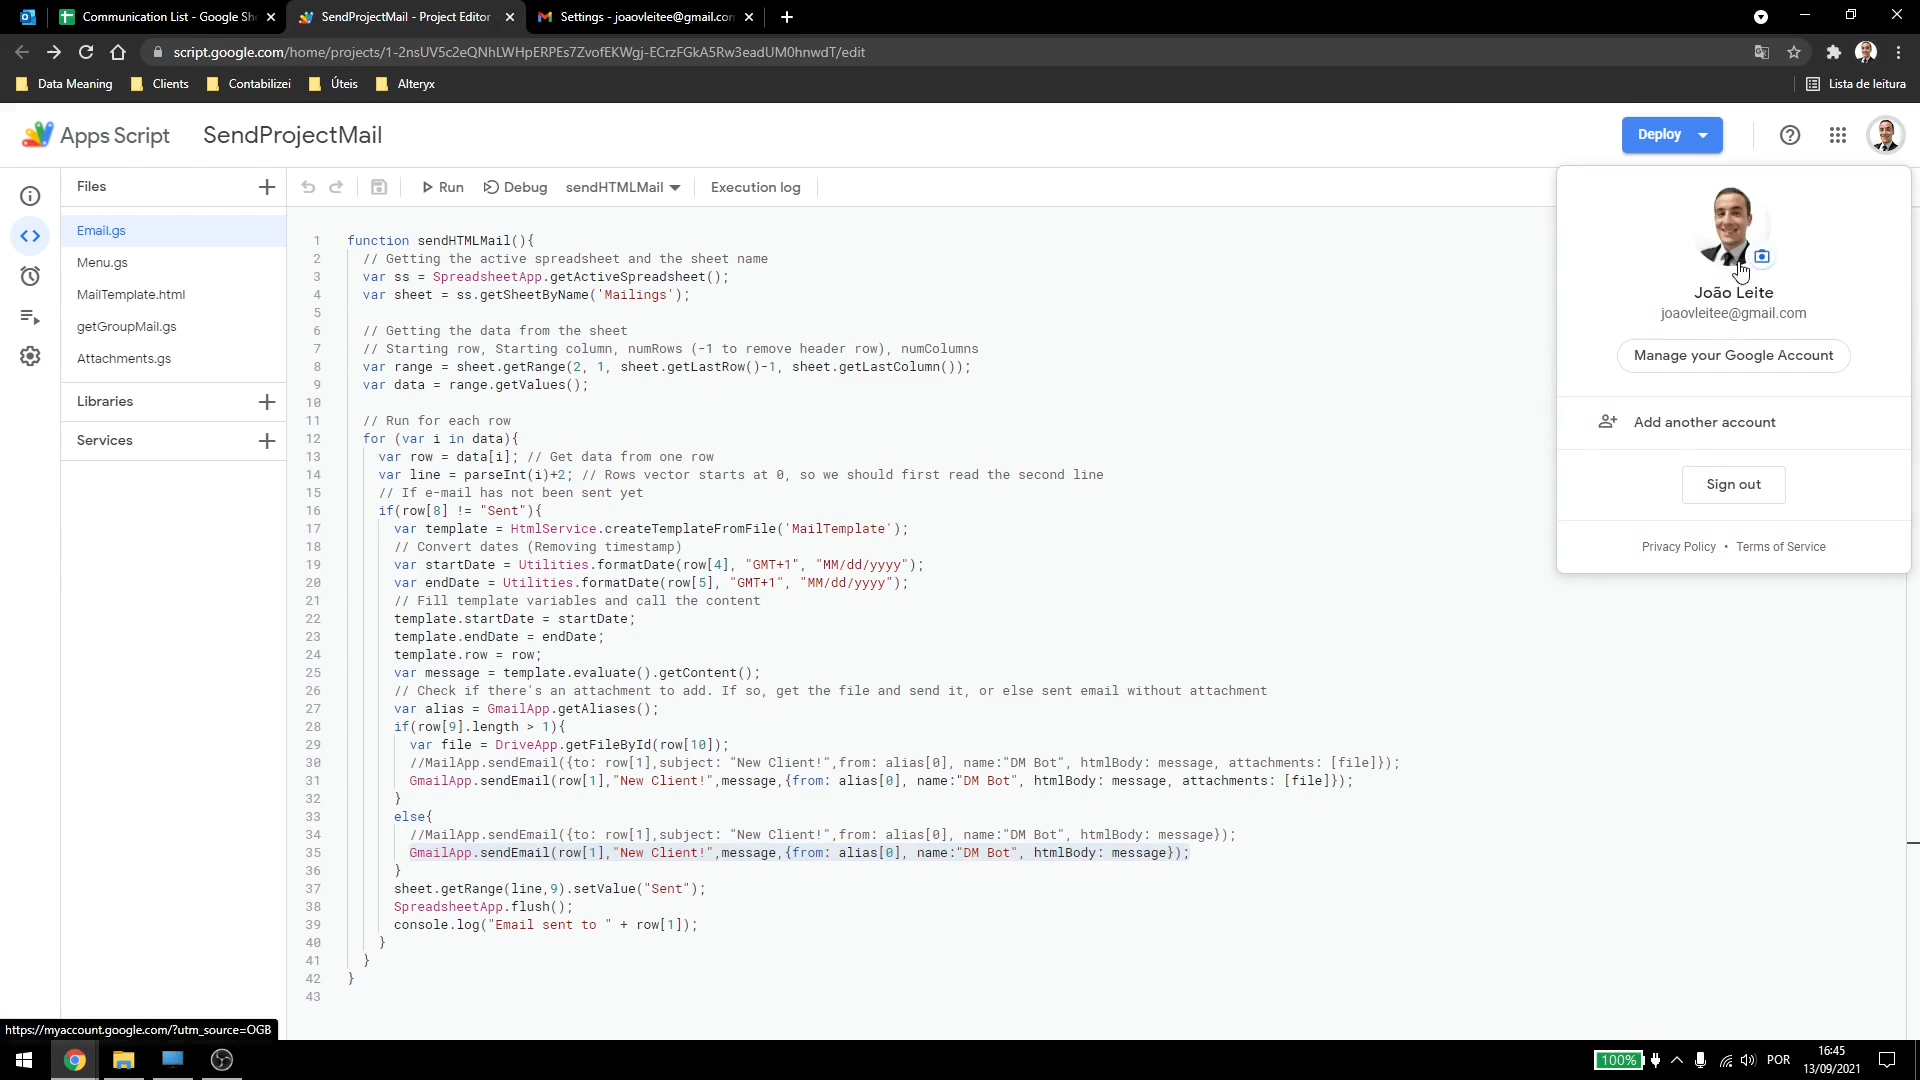 Communication List - Google Sh
SendProjectMail - Project Editor
Settings - joaovleitee@gmail.com
script.google.com/home/projects/1-2nsUV5c2eQNhLWHpERPEs7ZvofEKWgj-ECrzFGkA5Rw3eadUM0hnwdT/edit
Data Meaning
Clients
Contabilizei
Úteis
Alteryx
Lista de leitura
Apps Script
SendProjectMail
Deploy
Files
Run
Debug
sendHTMLMail
Execution log
Email.gs
Menu.gs
MailTemplate.html
getGroupMail.gs
Attachments.gs
Libraries
Services
1 function sendHTMLMail(){
2 // Getting the active spreadsheet and the sheet name
3 var ss = SpreadsheetApp.getActiveSpreadsheet();
4 var sheet = ss.getSheetByName('Mailings');
5
6 // Getting the data from the sheet
7 // Starting row, Starting column, numRows (-1 to remove header row), numColumns
8 var range = sheet.getRange(2, 1, sheet.getLastRow()-1, sheet.getLastColumn());
9 var data = range.getValues();
10
11 // Run for each row
12 for (var i in data){
13 var row = data[i]; // Get data from one row
14 var line = parseInt(i)+2; // Rows vector starts at 0, so we should first read the second line
15 // If e-mail has not been sent yet
16 if(row[8] != "Sent"){
17 var template = HtmlService.createTemplateFromFile('MailTemplate');
18 // Convert dates (Removing timestamp)
19 var startDate = Utilities.formatDate(row[4], "GMT+1", "MM/dd/yyyy");
20 var endDate = Utilities.formatDate(row[5], "GMT+1", "MM/dd/yyyy");
21 // Fill template variables and call the content
22 template.startDate = startDate;
23 template.endDate = endDate;
24 template.row = row;
25 var message = template.evaluate().getContent();
26 // Check if there's an attachment to add. If so, get the file and send it, or else sent email without attachment
27 var alias = GmailApp.getAliases();
28 if(row[9].length > 1){
29 var file = DriveApp.getFileById(row[10]);
30 //MailApp.sendEmail({to: row[1],subject: "New Client!",from: alias[0], name:"DM Bot", htmlBody: message, attachments: [file]});
31 GmailApp.sendEmail(row[1],"New Client!",message,{from: alias[0], name:"DM Bot", htmlBody: message, attachments: [file]});
32 }
33 else{
34 //MailApp.sendEmail({to: row[1],subject: "New Client!",from: alias[0], name:"DM Bot", htmlBody: message});
35 GmailApp.sendEmail(row[1],"New Client!",message,{from: alias[0], name:"DM Bot", htmlBody: message});
36 }
37 sheet.getRange(line,9).setValue("Sent");
38 SpreadsheetApp.flush();
39 console.log("Email sent to " + row[1]);
40 }
41 }
42 }
43
João Leite
joaovleitee@gmail.com
Manage your Google Account
Add another account
Sign out
Privacy Policy • Terms of Service
https://myaccount.google.com/?utm_source=OGB
100%
POR
16:45
13/09/2021